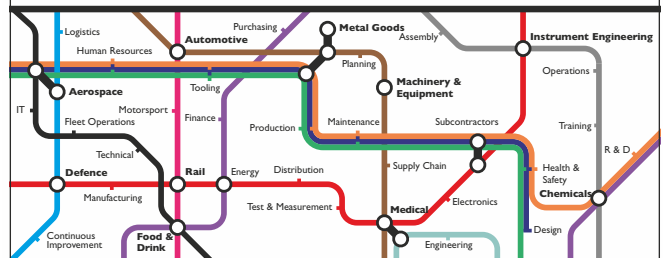 Logistics
Purchasing
Metal Goods
Automotive
Assembly
Instrument Engineering
Human Resources
Planning
Operations
Aerospace
Tooling
Machinery &
Equipment
IT
Motorsport
Fleet Operations
Finance
Production
Maintenance
Subcontractors
Training
Technical
R & D
Defence
Rail
Energy
Distribution
Supply Chain
Health &
Safety
Manufacturing
Chemicals
Test & Measurement
Medical
Electronics
Continuous
Improvement
Food &
Drink
Engineering
Design